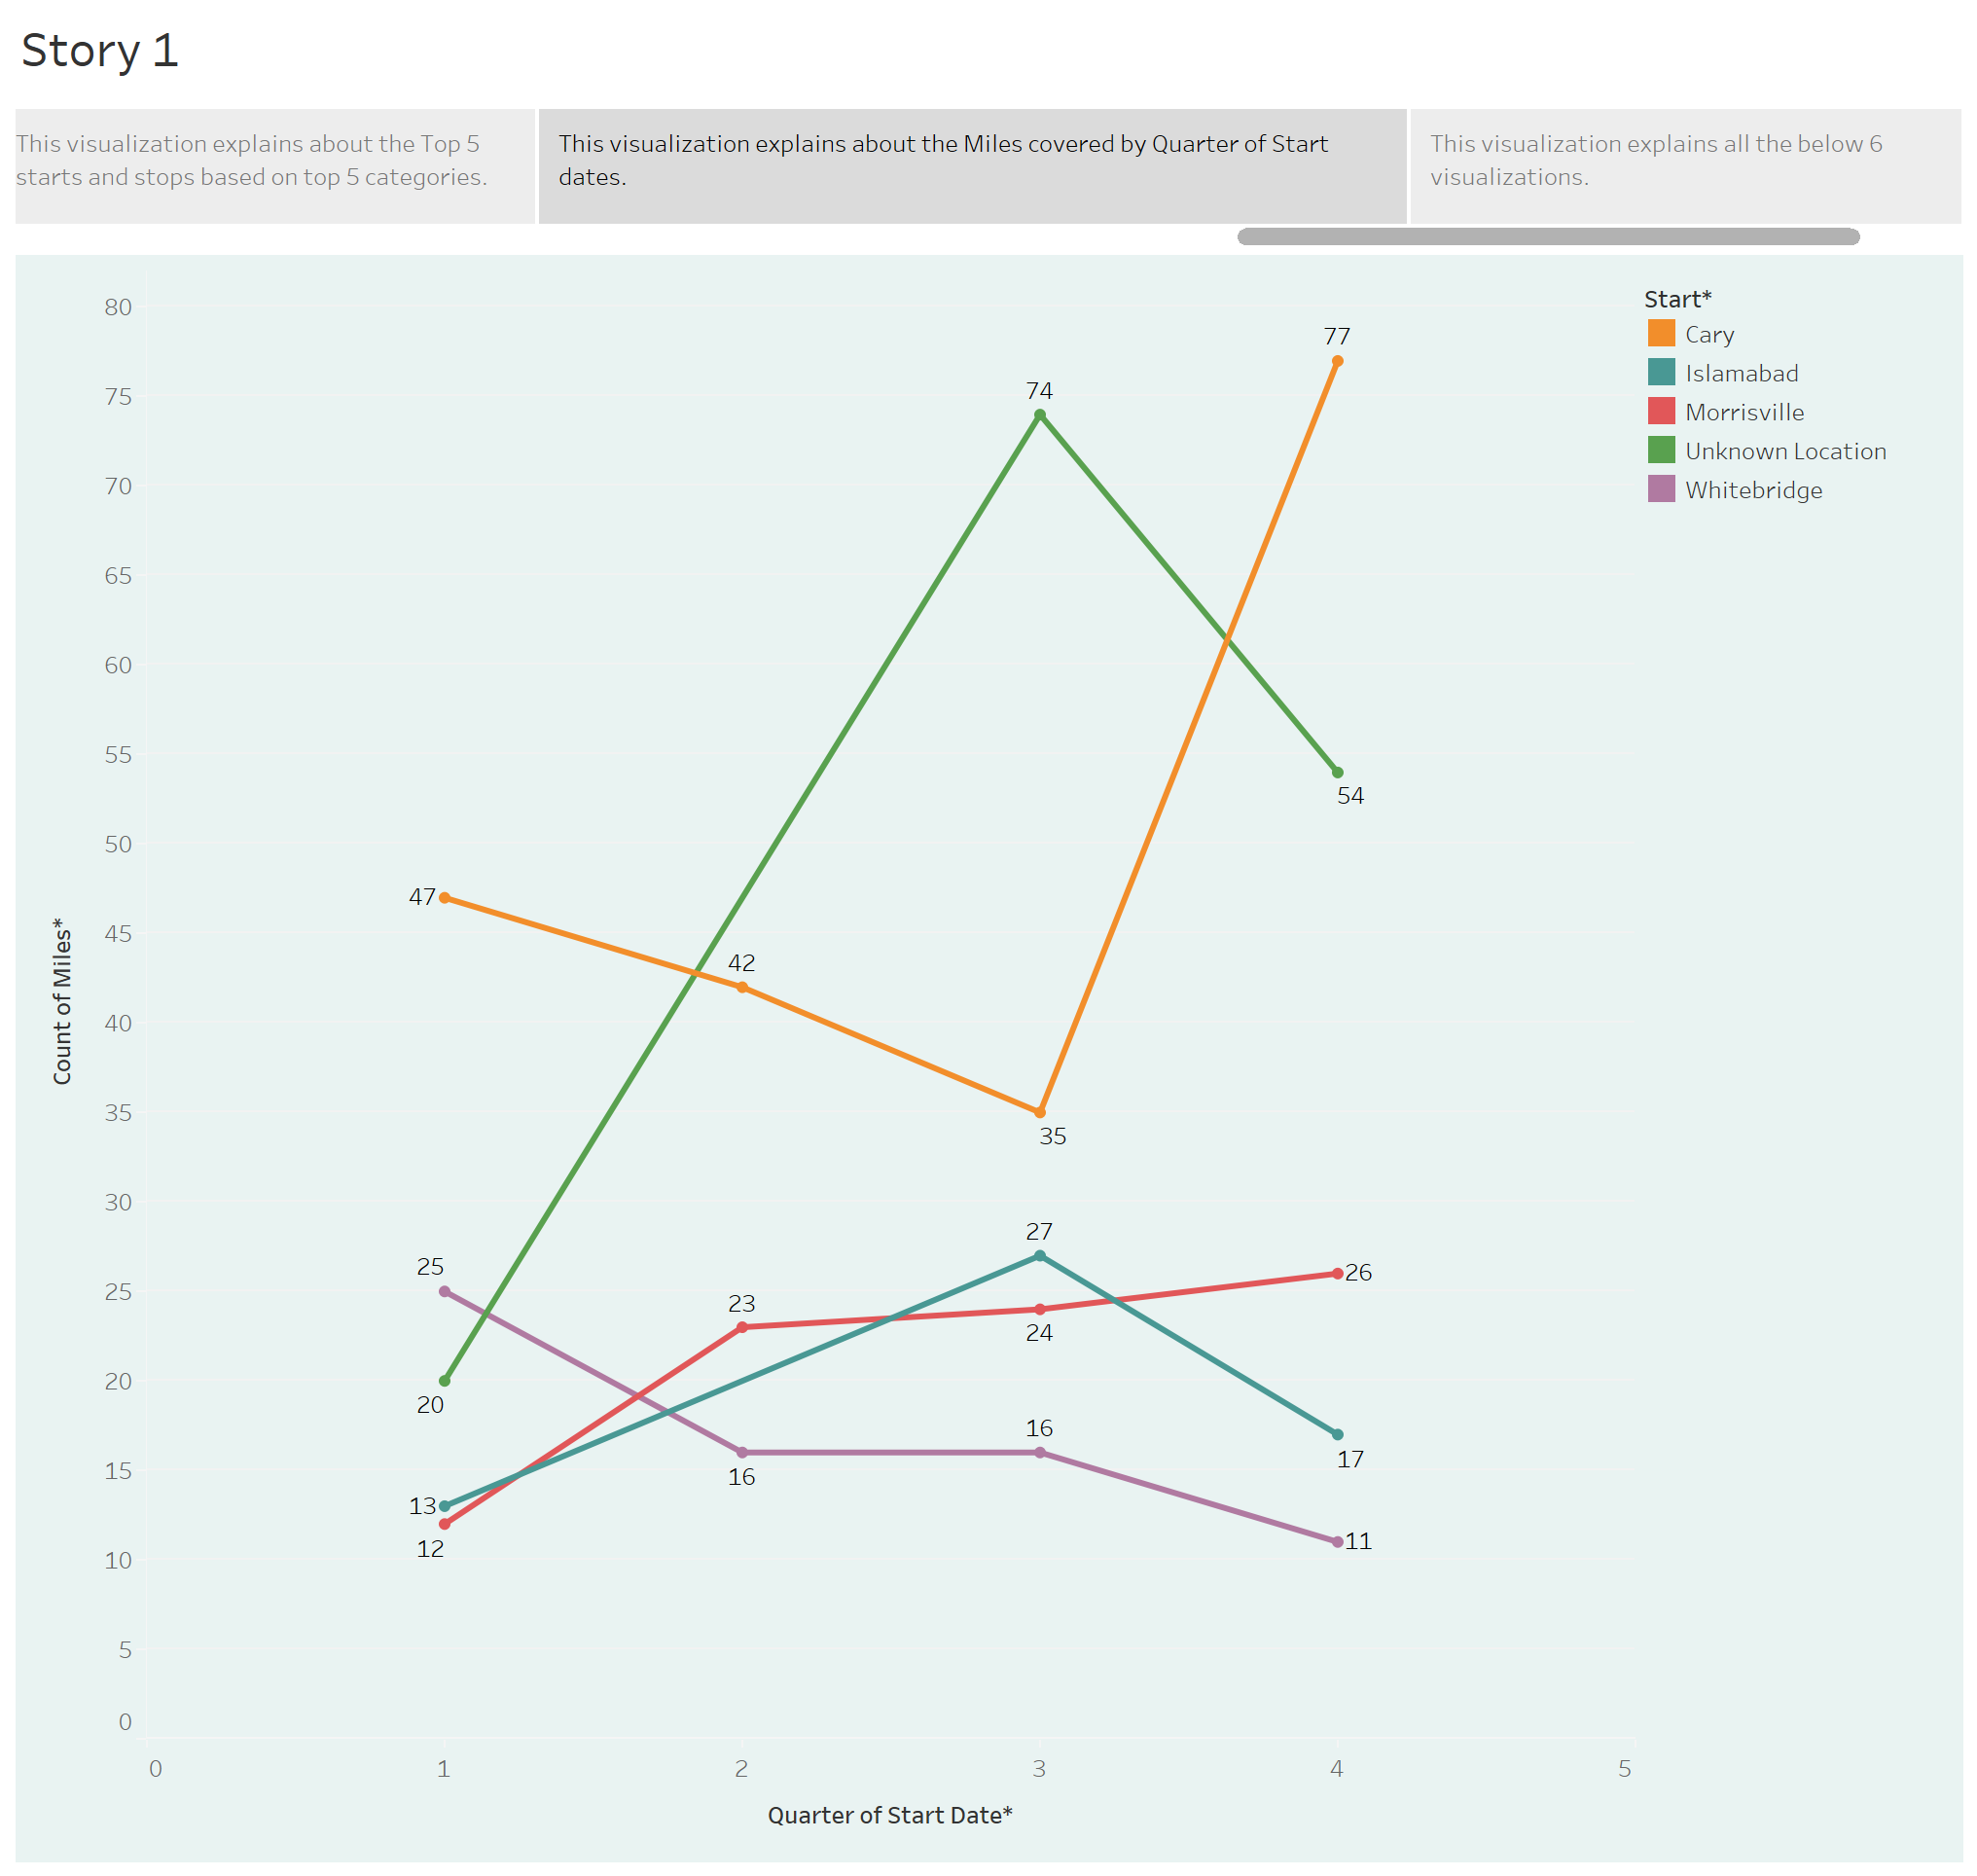 Story 1
This visualization explains about the Top 5
starts and stops based on top 5 categories.
This visualization explains about the Miles covered by Quarter of Start
dates.
This visualization explains all the below 6
visualizations.
Start*
Cary
Islamabad
Morrisville
Unknown Location
Whitebridge
Count of Miles*
80
75
70
65
60
55
50
45
40
35
30
25
20
15
10
5
0
77
74
54
47
42
35
27
25
26
23
24
20
16
16
17
13
12
11
0 1 2 3 4 5
Quarter of Start Date*